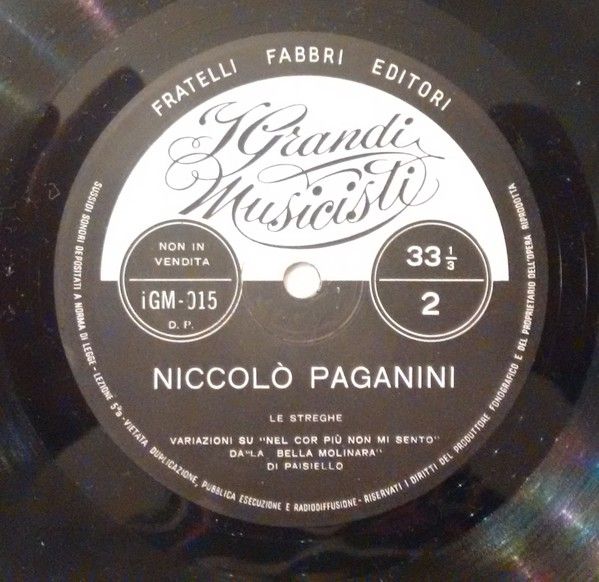 FRATELLI FABBRI EDITORI
I Grandi
Musicisti
NON IN
VENDITA
iGM-015
D. P.
33 1/3
2
NICCOLÒ PAGANINI
LE STREGHE
VARIAZIONI SU "NEL COR PIÙ NON MI SENTO"
DA "LA BELLA MOLINARA"
DI PAISIELLO
SUSSIDI SONORI DEPOSITATI A NORMA DI LEGGE - LEZIONE 5ª - VIETATA DUPLICAZIONE, PUBBLICA ESECUZIONE E RADIODIFFUSIONE - RISERVATI I DIRITTI DEL PRODUTTORE FONOGRAFICO E DEL PROPRIETARIO DELL'OPERA RIPRODOTTA